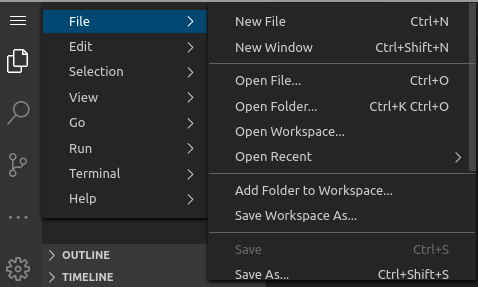 File
Edit
Selection
View
Go
Run
Terminal
Help
New File Ctrl+N
New Window Ctrl+Shift+N
Open File... Ctrl+O
Open Folder... Ctrl+K Ctrl+O
Open Workspace...
Open Recent
Add Folder to Workspace...
Save Workspace As...
Save Ctrl+S
Save As... Ctrl+Shift+S
OUTLINE
TIMELINE